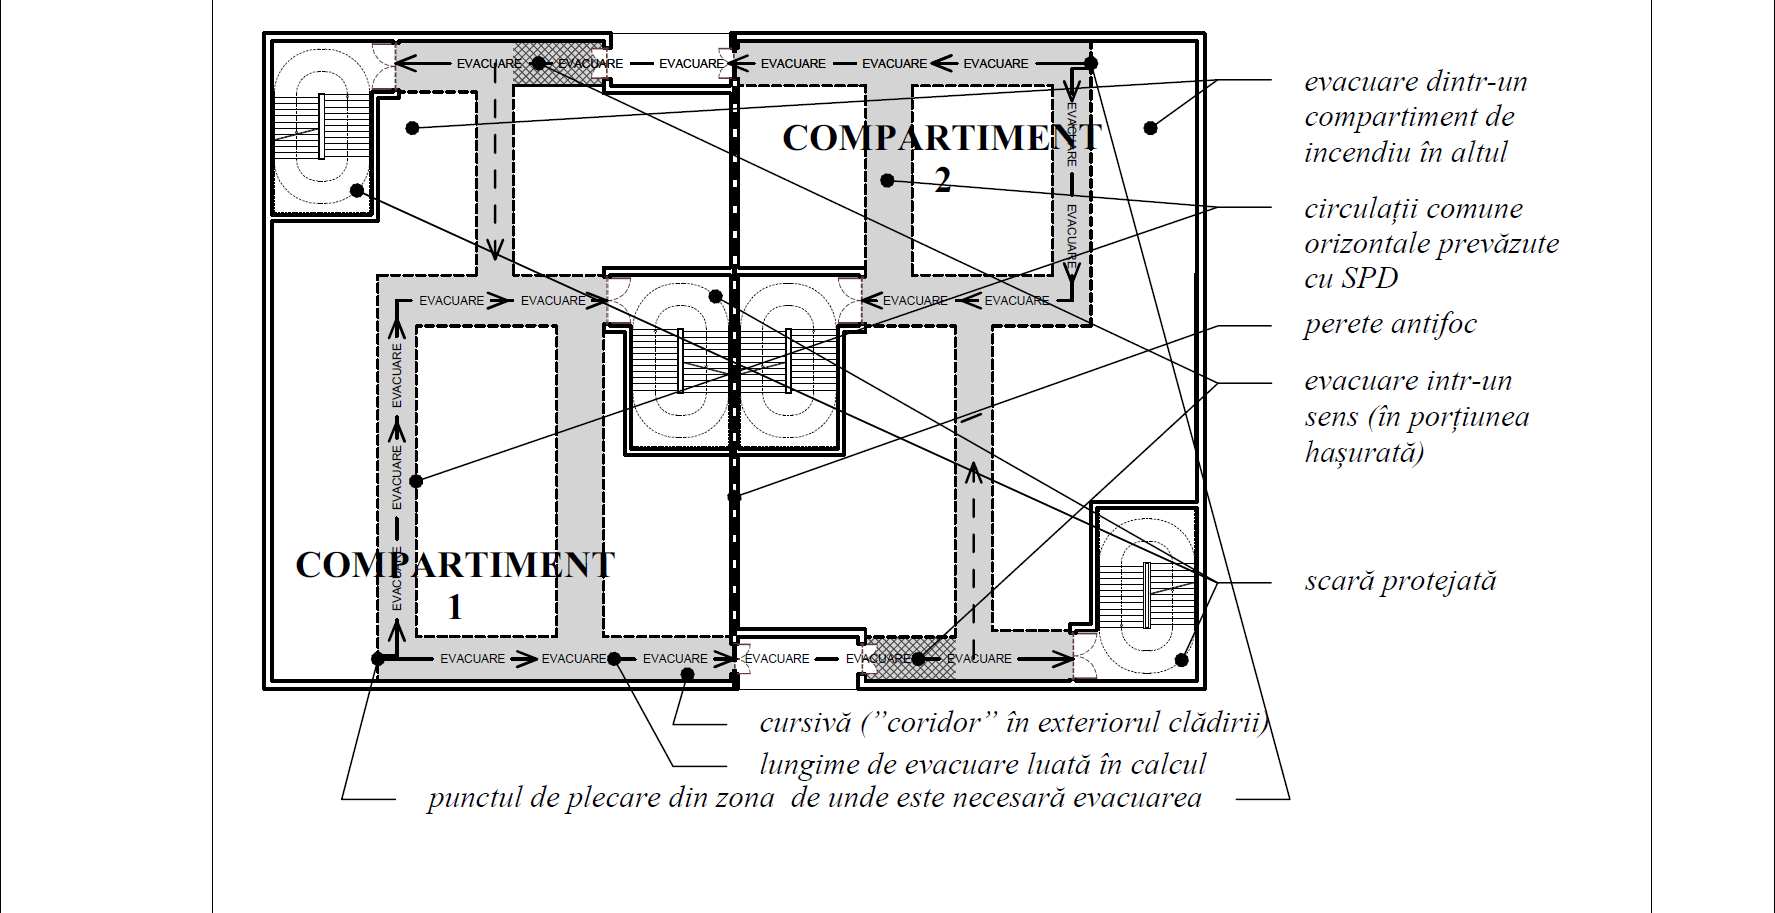 EVACUARE EVACUARE EVACUARE EVACUARE EVACUARE EVACUARE
evacuare dintr-un
compartiment de
incendiu în altul
EVACUARE
COMPARTIMENT
2
circulații comune
orizontale prevăzute
cu SPD
EVACUARE
EVACUARE EVACUARE EVACUARE EVACUARE
perete antifoc
EVACUARE
evacuare intr-un
sens (în porțiunea
hașurată)
EVACUARE
COMPARTIMENT
1
EVACUARE
scară protejată
EVACUARE EVACUARE EVACUARE EVACUARE EVACUARE EVACUARE
cursivă (”coridor” în exteriorul clădirii)
lungime de evacuare luată în calcul
punctul de plecare din zona de unde este necesară evacuarea